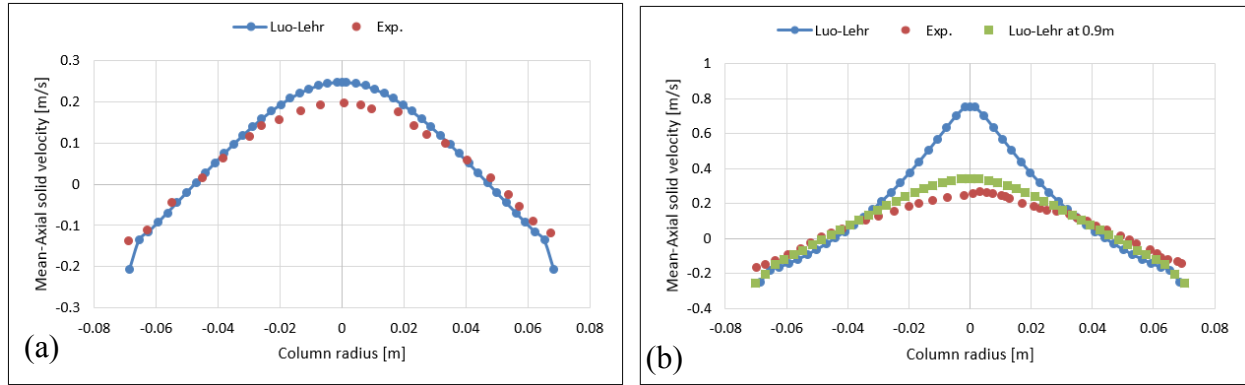 Luo-Lehr Exp.
0.3
0.2
0.1
0
-0.1
-0.2
-0.3
Mean-Axial solid velocity [m/s]
-0.08 -0.06 -0.04 -0.02 0 0.02 0.04 0.06 0.08
Column radius [m]
(a)
Luo-Lehr Exp. Luo-Lehr at 0.9m
1
0.8
0.6
0.4
0.2
0
-0.2
-0.4
Mean-Axial solid velocity [m/s]
-0.08 -0.06 -0.04 -0.02 0 0.02 0.04 0.06 0.08
Column radius [m]
(b)